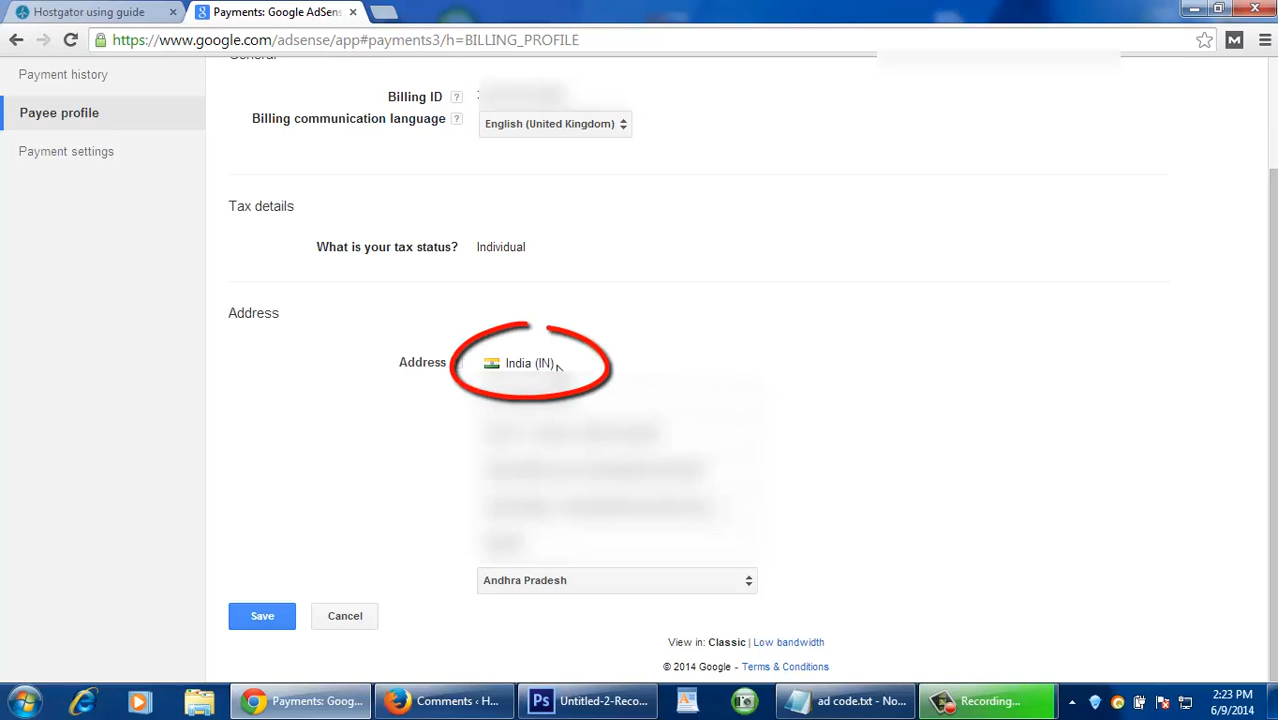 Hostgator using guide
Payments: Google AdSens
https://www.google.com/adsense/app#payments3/h=BILLING_PROFILE
M
Payment history
General
Billing ID ?
Payee profile
Billing communication language ? English (United Kingdom)
Payment settings
Tax details
What is your tax status? Individual
Address
Address India (IN)
Andhra Pradesh
Save Cancel
View in: Classic | Low bandwidth
© 2014 Google - Terms & Conditions
Payments: Goog...
Comments - H...
Ps Untitled-2-Reco...
ad code.txt - No...
Recording...
2:23 PM
6/9/2014